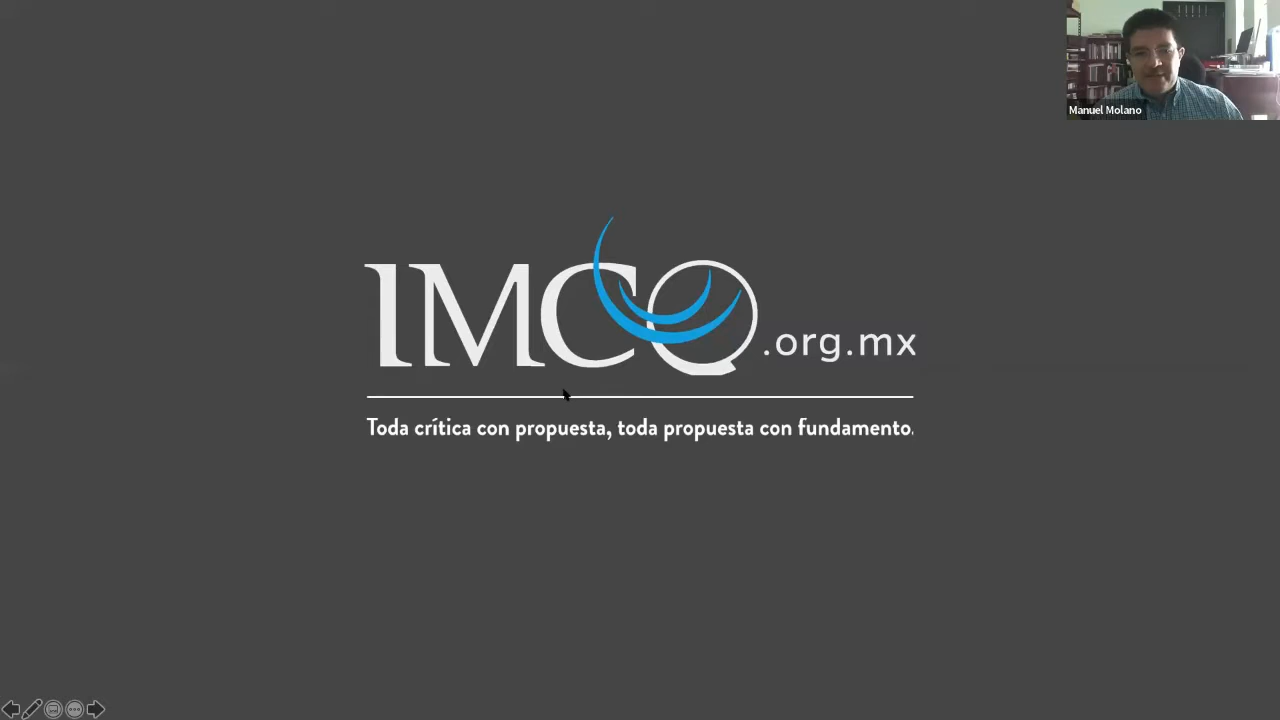 Manuel Molano
IMCO.org.mx
Toda crítica con propuesta, toda propuesta con fundamento.